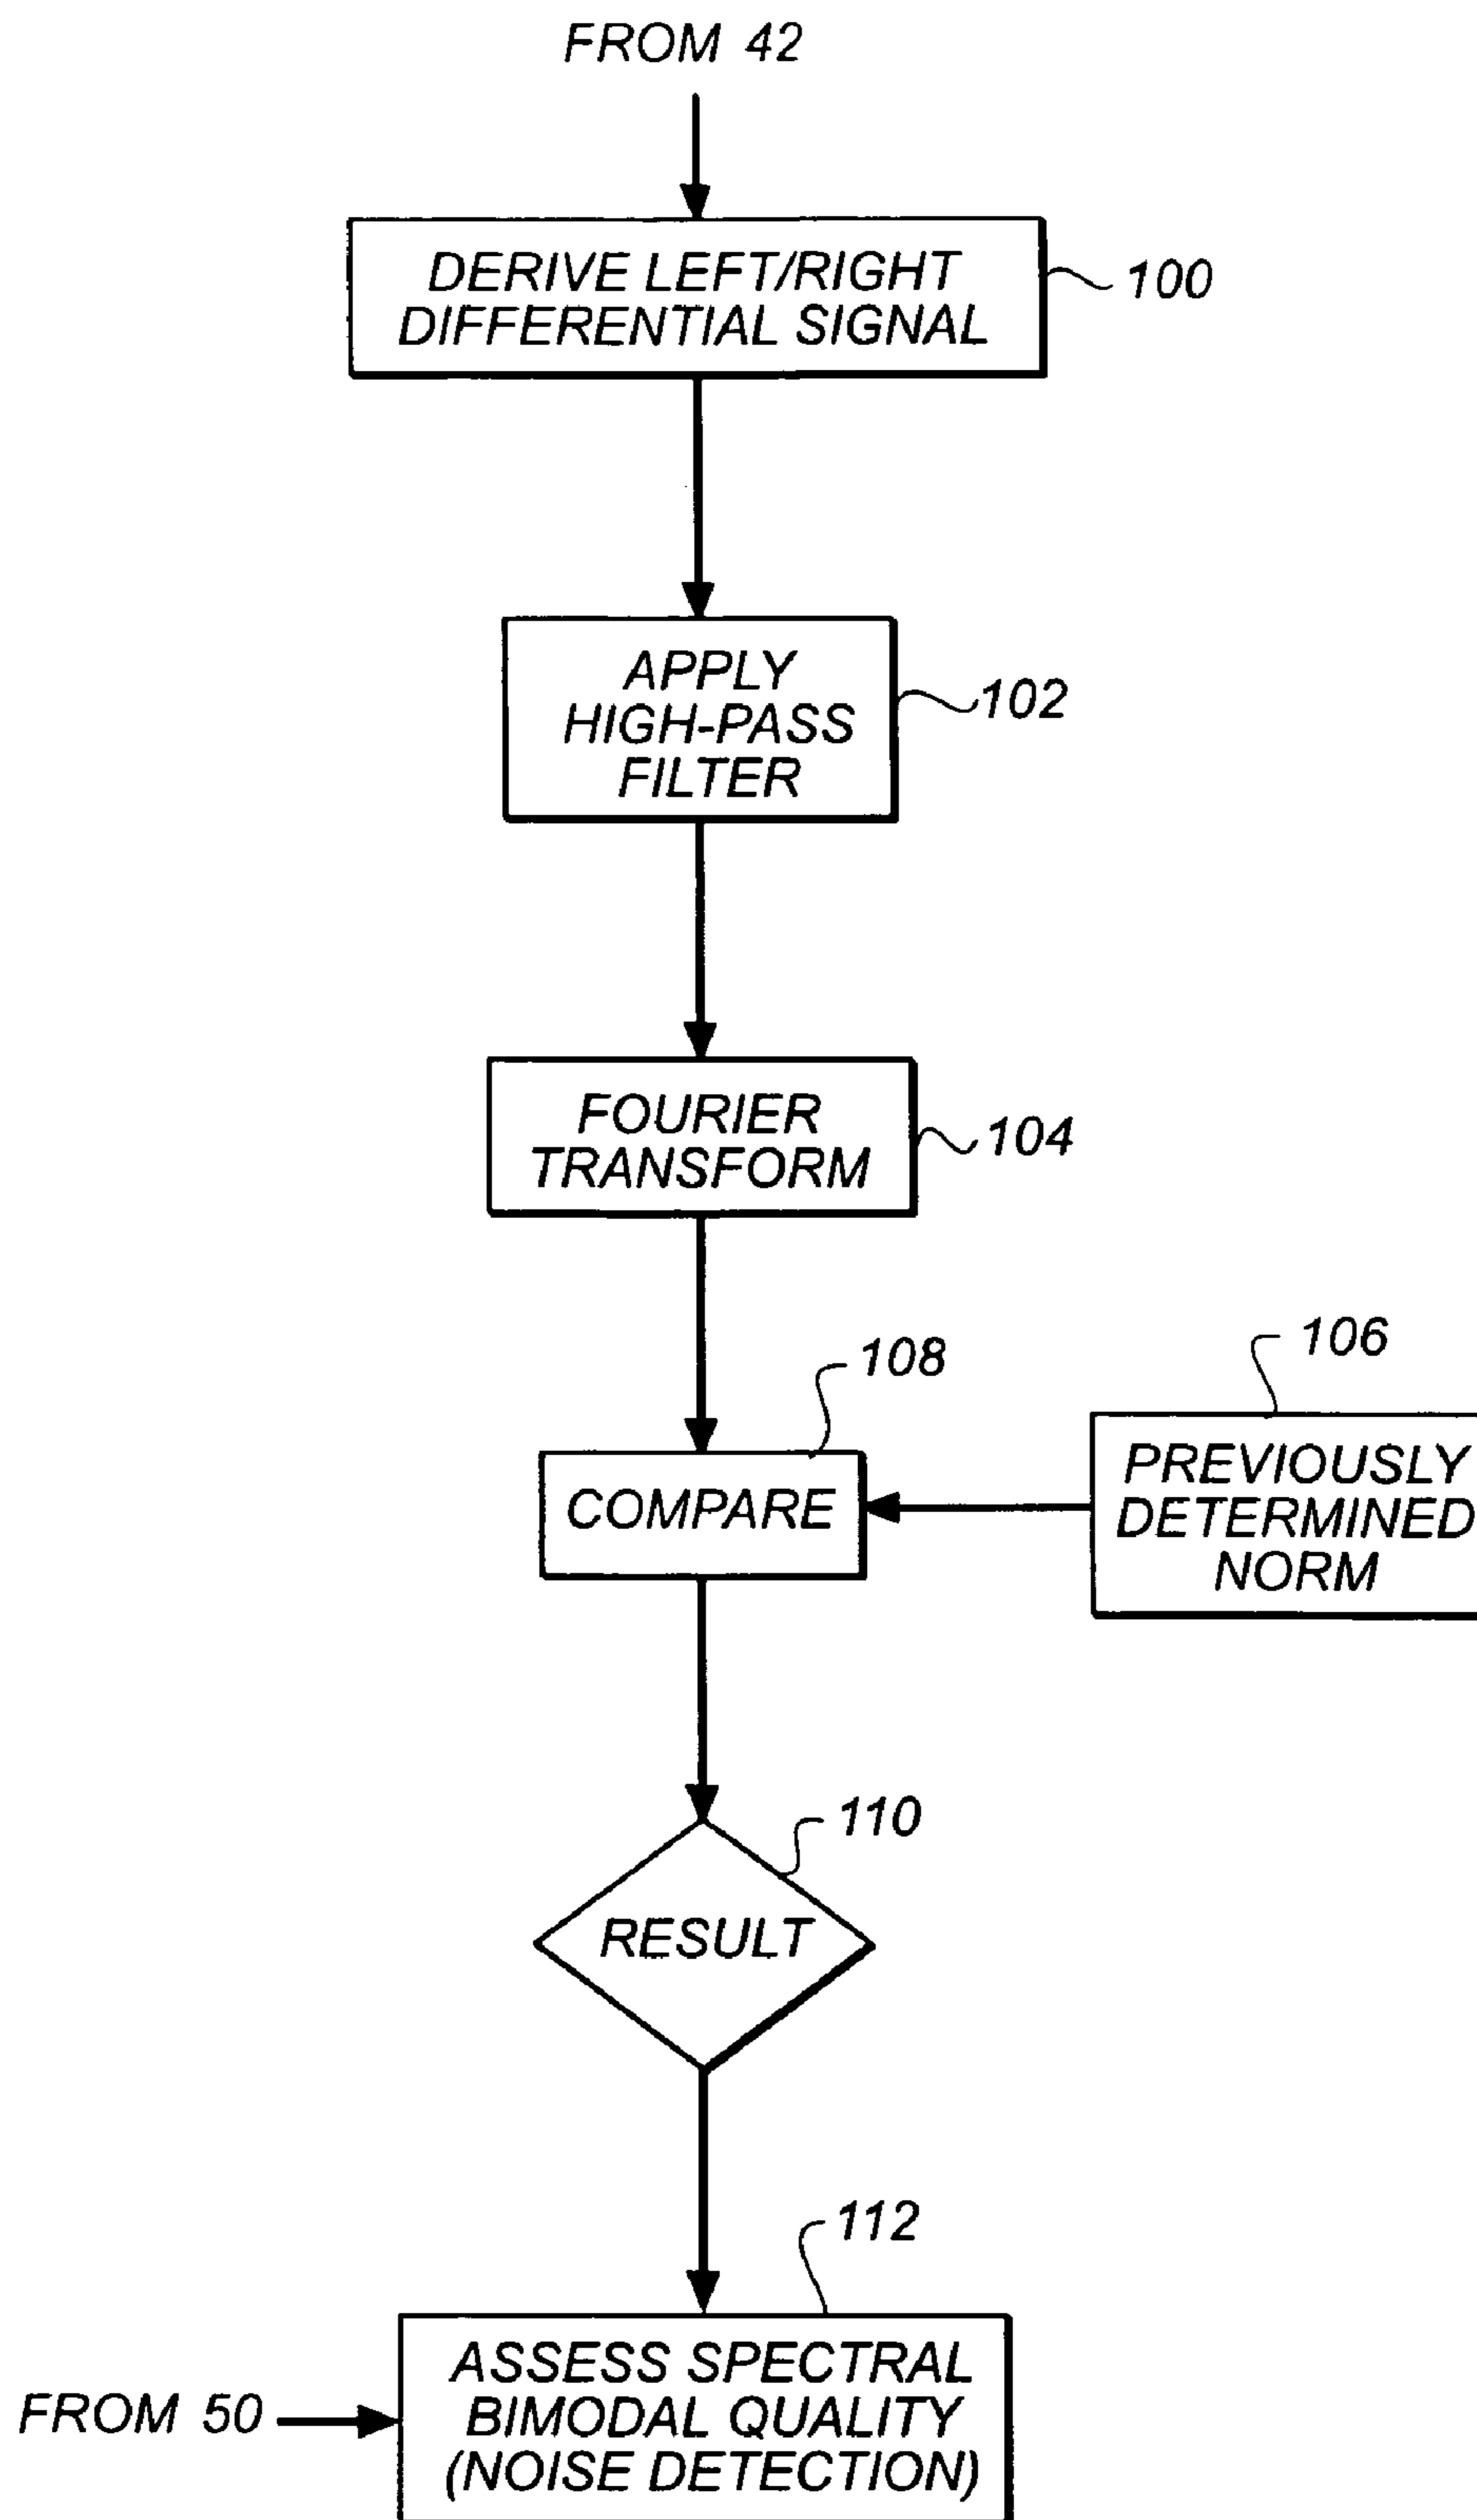 FROM 42
DERIVE LEFT/RIGHT
DIFFERENTIAL SIGNAL
100
APPLY
HIGH-PASS
FILTER
102
FOURIER
TRANSFORM
104
108
106
COMPARE
PREVIOUSLY
DETERMINED
NORM
110
RESULT
112
FROM 50
ASSESS SPECTRAL
BIMODAL QUALITY
(NOISE DETECTION)